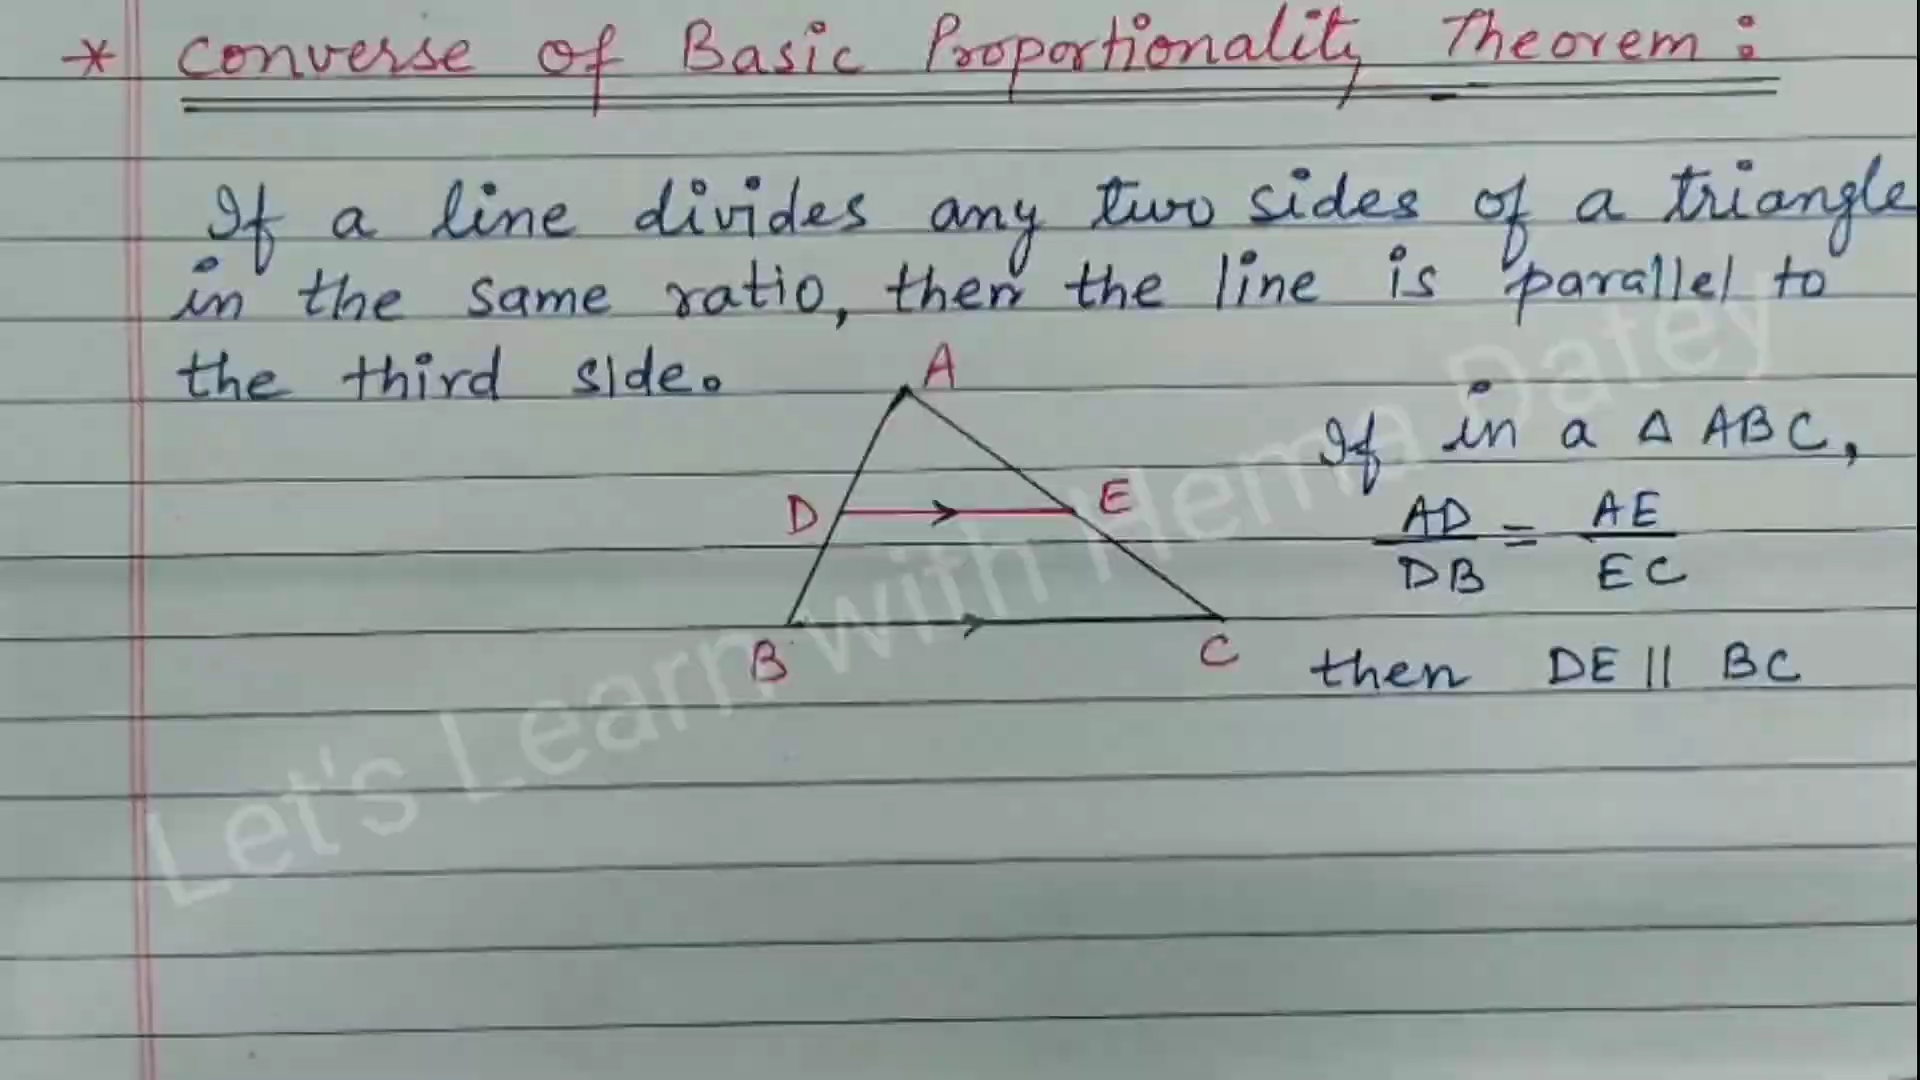 * Converse of Basic Proportionality Theorem :
If a line divides any two sides of a triangle
in the same ratio, then the line is parallel to
the third side.
A
D
E
B
C
If in a Δ ABC,
AD/DB = AE/EC
then DE || BC
Let's Learn with Hema Datey